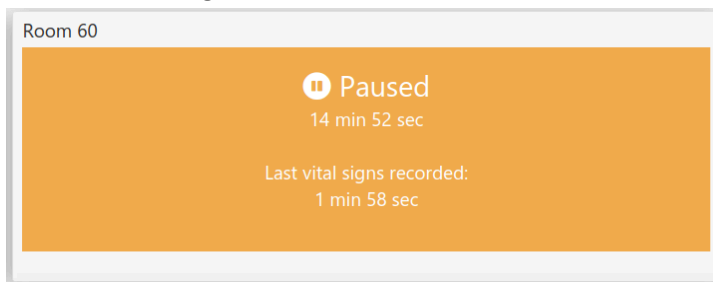 Room 60
Paused
14 min 52 sec
Last vital signs recorded:
1 min 58 sec